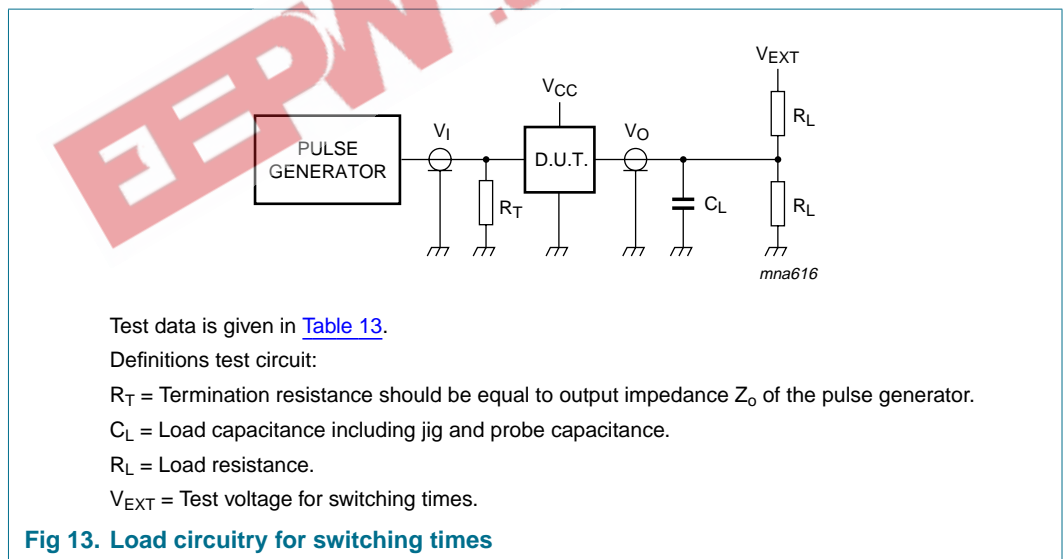 EEPW.
VEXT
VCC
RL
VI
VO
PULSE
GENERATOR
D.U.T.
RT
CL
RL
mna616
Test data is given in Table 13.
Definitions test circuit:
RT = Termination resistance should be equal to output impedance Zo of the pulse generator.
CL = Load capacitance including jig and probe capacitance.
RL = Load resistance.
VEXT = Test voltage for switching times.
Fig 13. Load circuitry for switching times